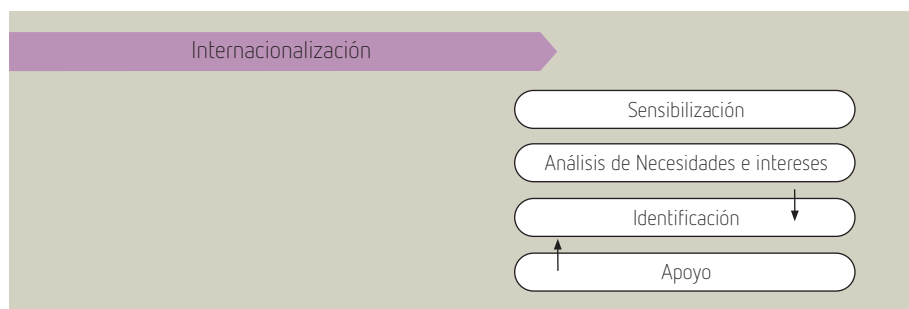 Internacionalización
Sensibilización
Análisis de Necesidades e intereses
Identificación
Apoyo